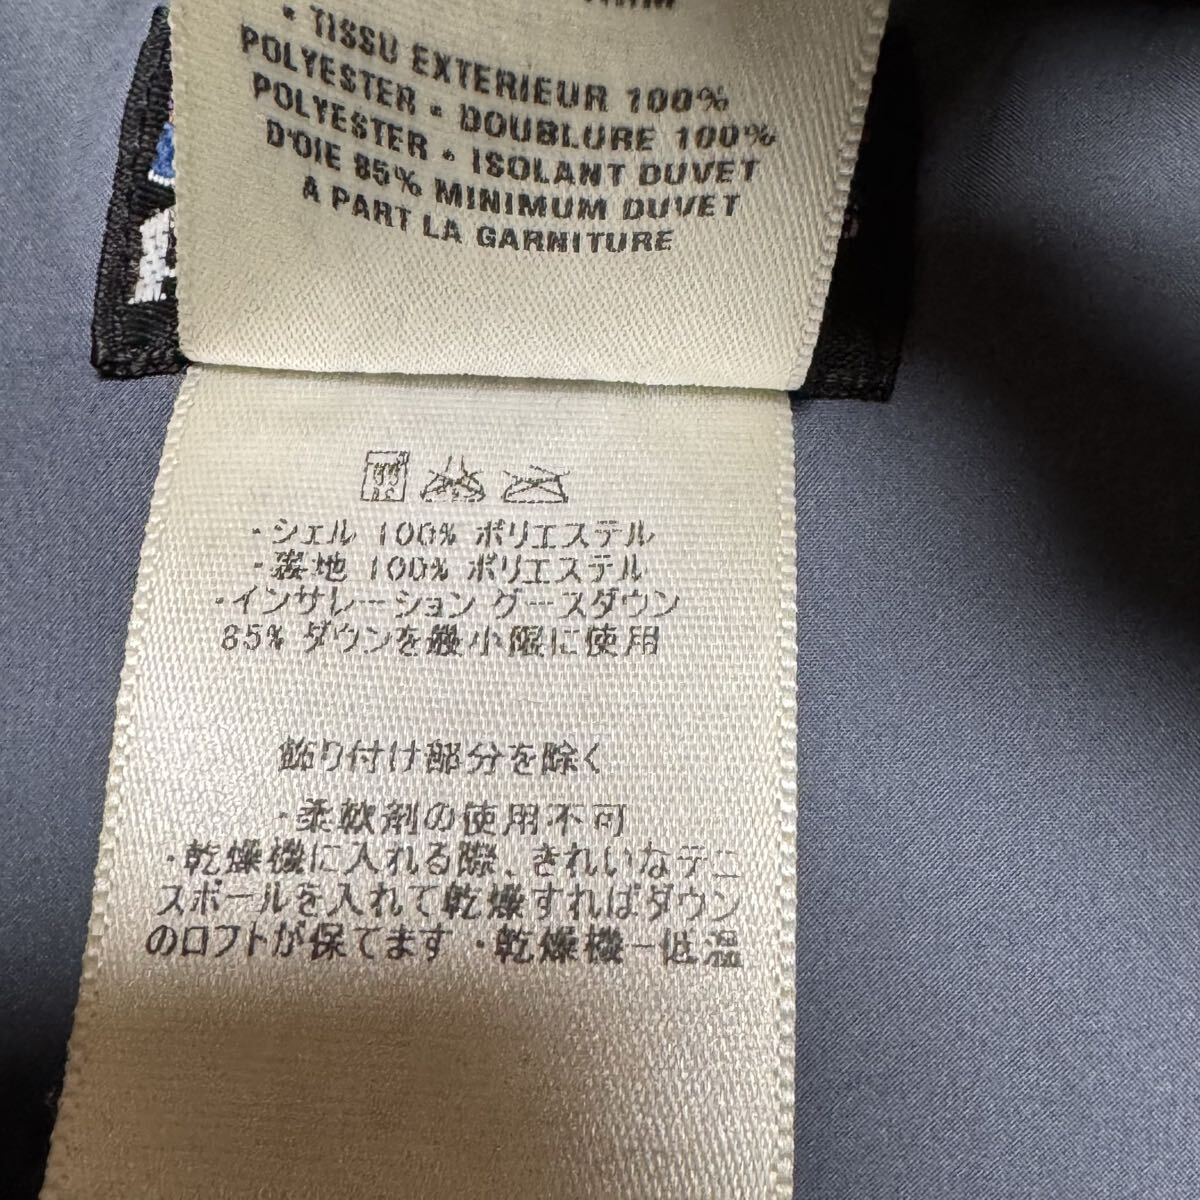 • TISSU EXTERIEUR 100%
POLYESTER • DOUBLURE 100%
POLYESTER • ISOLANT DUVET
D'OIE 85% MINIMUM DUVET
A PART LA GARNITURE
・シェル 100% ポリエステル
・裏地 100% ポリエステル
・インサレーション グースダウン
85% ダウンを最小限に使用
飾り付け部分を除く
・柔軟剤の使用不可
・乾燥機に入れる際、きれいなテニ
スボールを入れて乾燥すればダウン
のロフトが保てます ・乾燥機ー低温